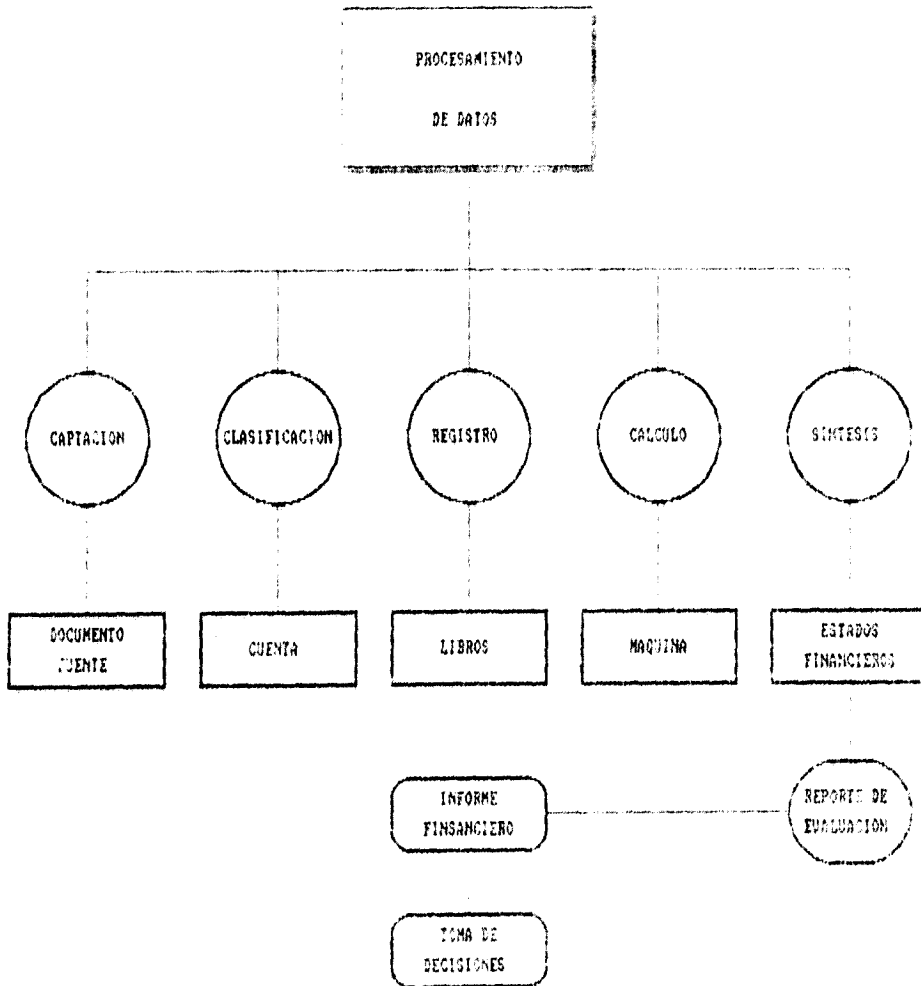 PROCESAMIENTO
DE DATOS
CAPTACION
CLASIFICACION
REGISTRO
CALCULO
SINTESIS
DOCUMENTO
FUENTE
CUENTA
LIBROS
MAQUINA
ESTADOS
FINANCIEROS
INFORME
FINSANCIERO
REPORTE DE
EVALUACION
TOMA DE
DECISIONES